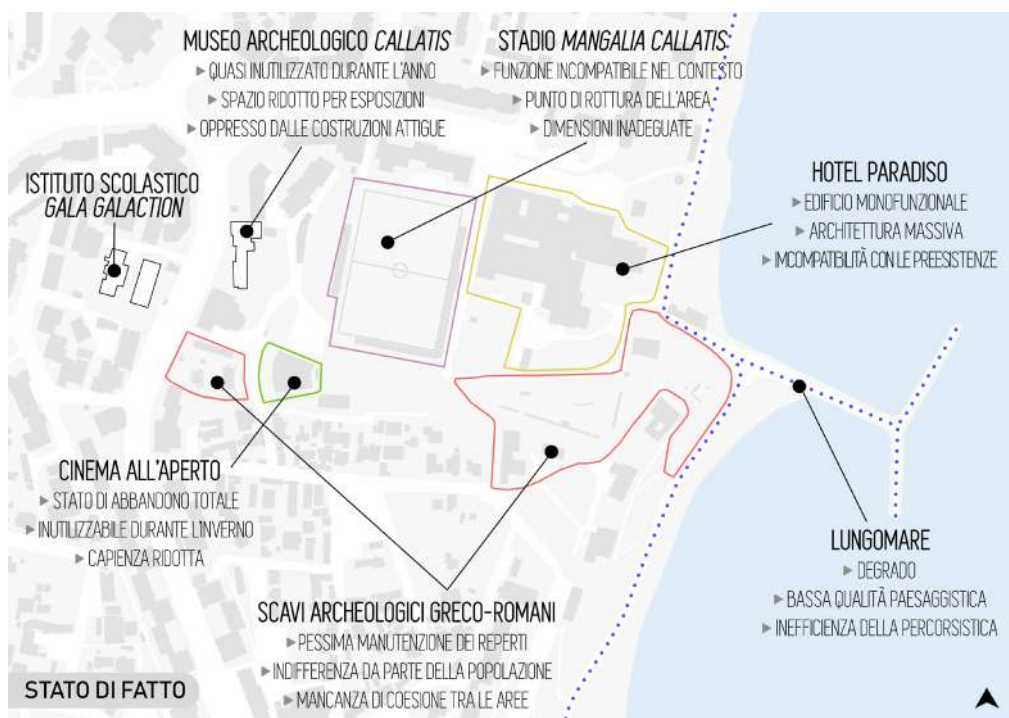 MUSEO ARCHEOLOGICO CALLATIS
▶ QUASI INUTILIZZATO DURANTE L'ANNO
▶ SPAZIO RIDOTTO PER ESPOSIZIONI
▶ OPPRESSO DALLE COSTRUZIONI ATTIGUE
STADIO MANGALIA CALLATIS
▶ FUNZIONE INCOMPATIBILE NEL CONTESTO
▶ PUNTO DI ROTTURA DELL'AREA
▶ DIMENSIONI INADEGUATE
HOTEL PARADISO
▶ EDIFICIO MONOFUNZIONALE
▶ ARCHITETTURA MASSIVA
▶ IMCOMPATIBILITÀ CON LE PREESISTENZE
ISTITUTO SCOLASTICO
GALA GALACTION
CINEMA ALL'APERTO
▶ STATO DI ABBANDONO TOTALE
▶ INUTILIZZABILE DURANTE L'INVERNO
▶ CAPIENZA RIDOTTA
SCAVI ARCHEOLOGICI GRECO-ROMANI
▶ PESSIMA MANUTENZIONE DEI REPERTI
▶ INDIFFERENZA DA PARTE DELLA POPOLAZIONE
▶ MANCANZA DI COESIONE TRA LE AREE
LUNGOMARE
▶ DEGRADO
▶ BASSA QUALITÀ PAESAGGISTICA
▶ INEFFICIENZA DELLA PERCORSISTICA
STATO DI FATTO